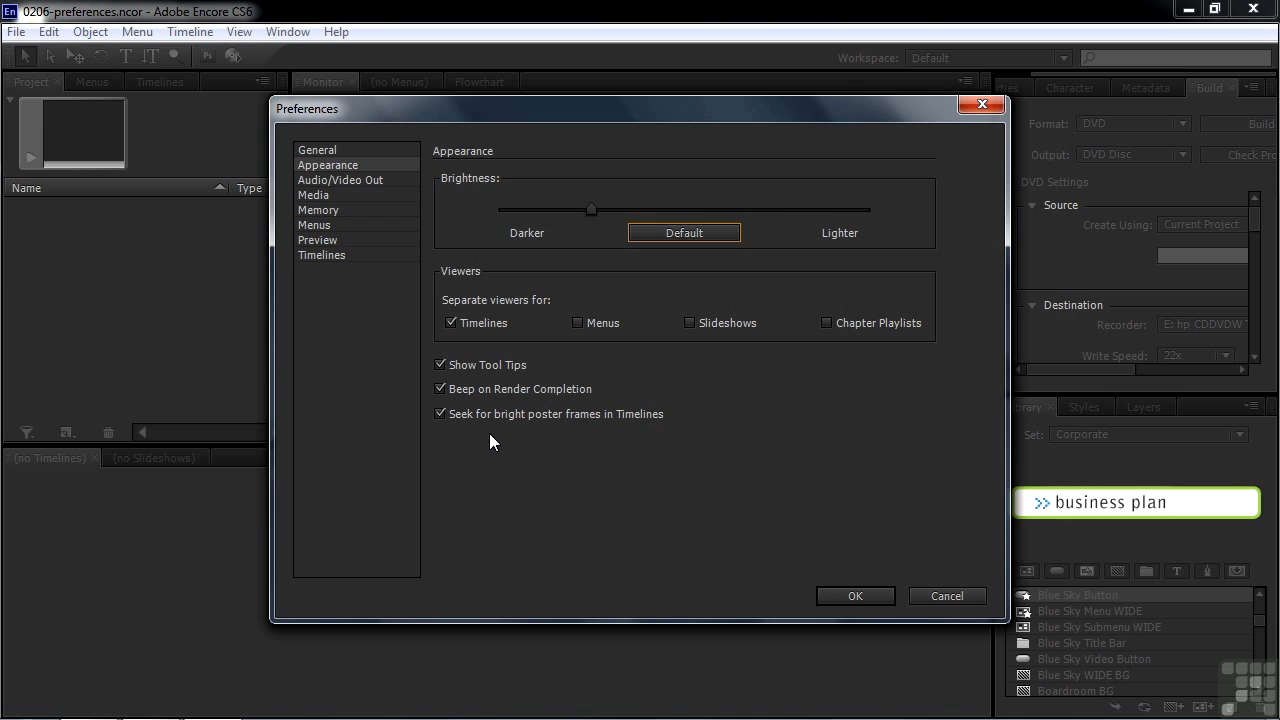 En 0206-preferences.ncor - Adobe Encore CS6
File Edit Object Menu Timeline View Window Help
Workspace: Default
Project Menus Timelines Monitor (no Menus) Flowchart Character Metadata Build
Preferences
Format: DVD Build
Output: DVD Disc
DVD Settings
Name Type
Source
Create Using: Current Project
Destination
Recorder: E: hp CDDVDW
Write Speed: 22x
General
Appearance
Audio/Video Out
Media
Memory
Menus
Preview
Timelines
Appearance
Brightness:
Darker Default Lighter
Viewers
Separate viewers for:
Timelines Menus Slideshows Chapter Playlists
Show Tool Tips
Beep on Render Completion
Seek for bright poster frames in Timelines
OK Cancel
(no Timelines) (no Slideshows)
Styles Layers
Set: Corporate
>> business plan
Blue Sky Button
Blue Sky Menu WIDE
Blue Sky Submenu WIDE
Blue Sky Title Bar
Blue Sky Video Button
Blue Sky WIDE BG
Boardroom BG